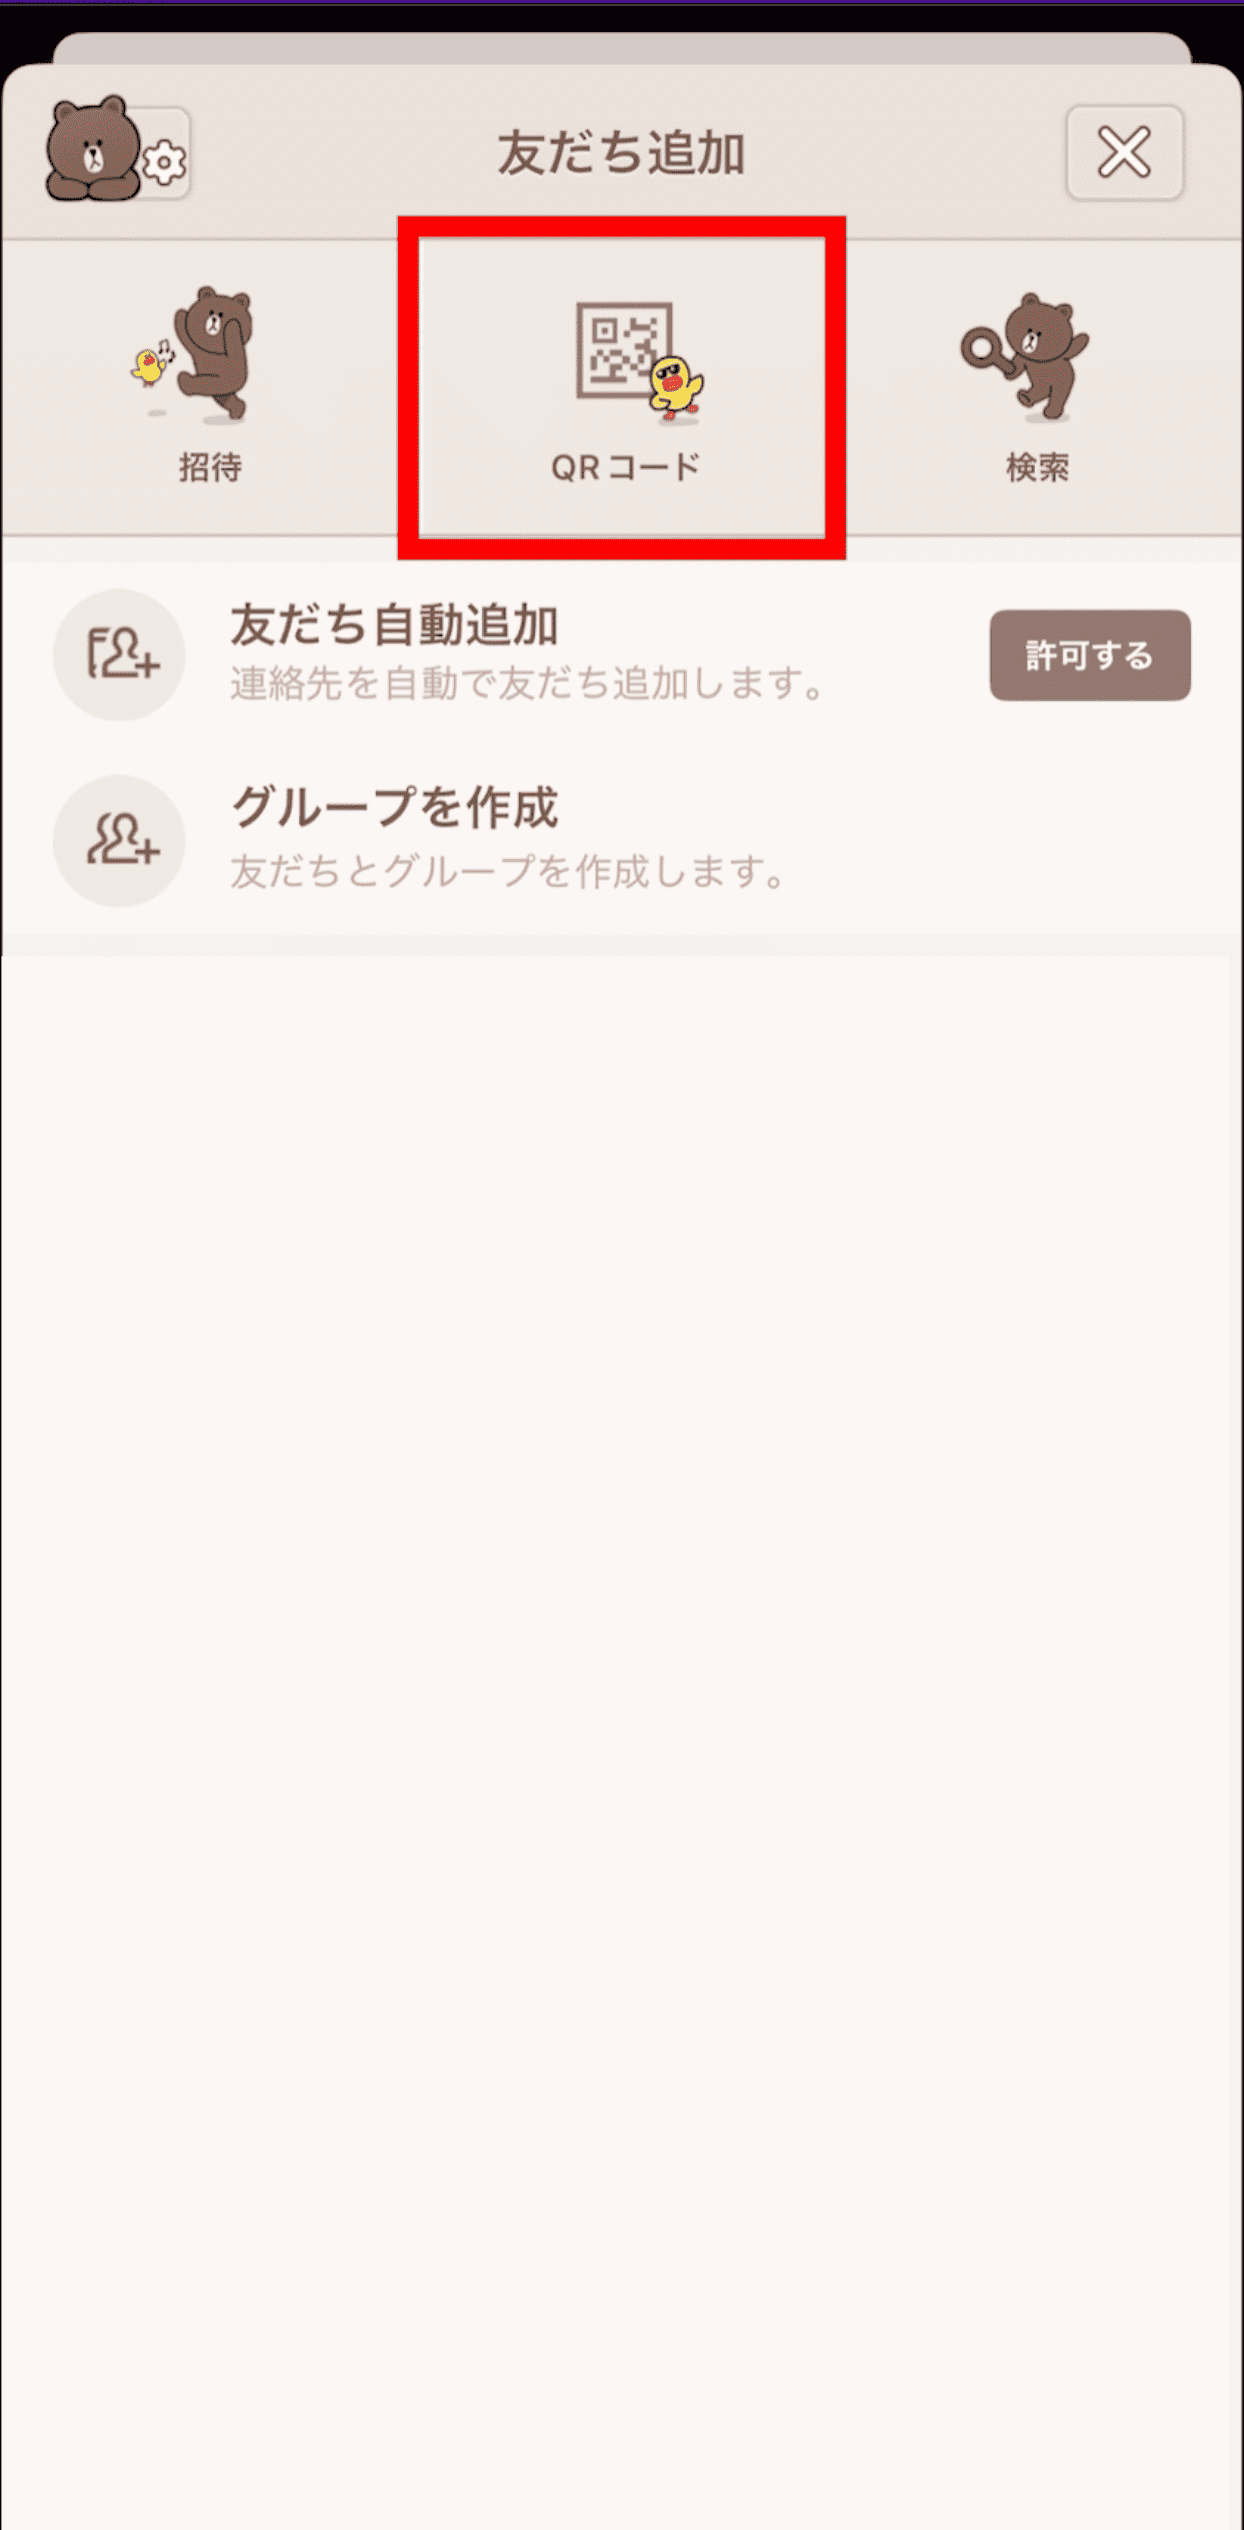 友だち追加
招待
QRコード
検索
友だち自動追加
連絡先を自動で友だち追加します。
許可する
グループを作成
友だちとグループを作成します。